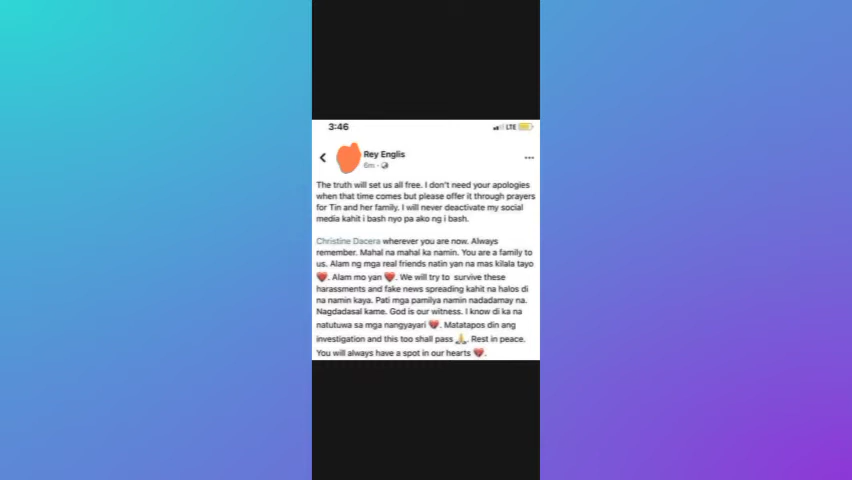 3:46
LTE
Rey Englis
6m
The truth will set us all free. I don't need your apologies
when that time comes but please offer it through prayers
for Tin and her family. I will never deactivate my social
media kahit i bash nyo pa ako ng i bash.
Christine Dacera wherever you are now. Always
remember. Mahal na mahal ka namin. You are a family to
us. Alam ng mga real friends natin yan na mas kilala tayo
💔. Alam mo yan 💔. We will try to survive these
harassments and fake news spreading kahit na halos di
na namin kaya. Pati mga pamilya namin nadadamay na.
Nagdadasal kame. God is our witness. I know di ka na
natutuwa sa mga nangyayari 💔. Matatapos din ang
investigation and this too shall pass 🙏. Rest in peace.
You will always have a spot in our hearts 💔.